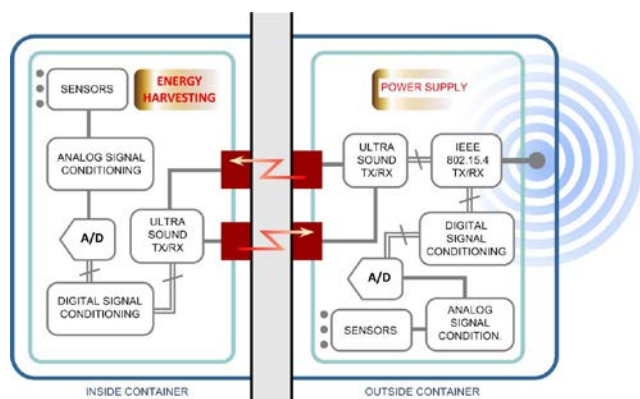 SENSORS
ENERGY
HARVESTING
ANALOG SIGNAL
CONDITIONING
A/D
ULTRA
SOUND
TX/RX
DIGITAL SIGNAL
CONDITIONING
INSIDE CONTAINER
POWER SUPPLY
ULTRA
SOUND
TX/RX
IEEE
802.15.4
TX/RX
DIGITAL
SIGNAL
CONDITIONING
A/D
SENSORS
ANALOG
SIGNAL
CONDITION.
OUTSIDE CONTAINER